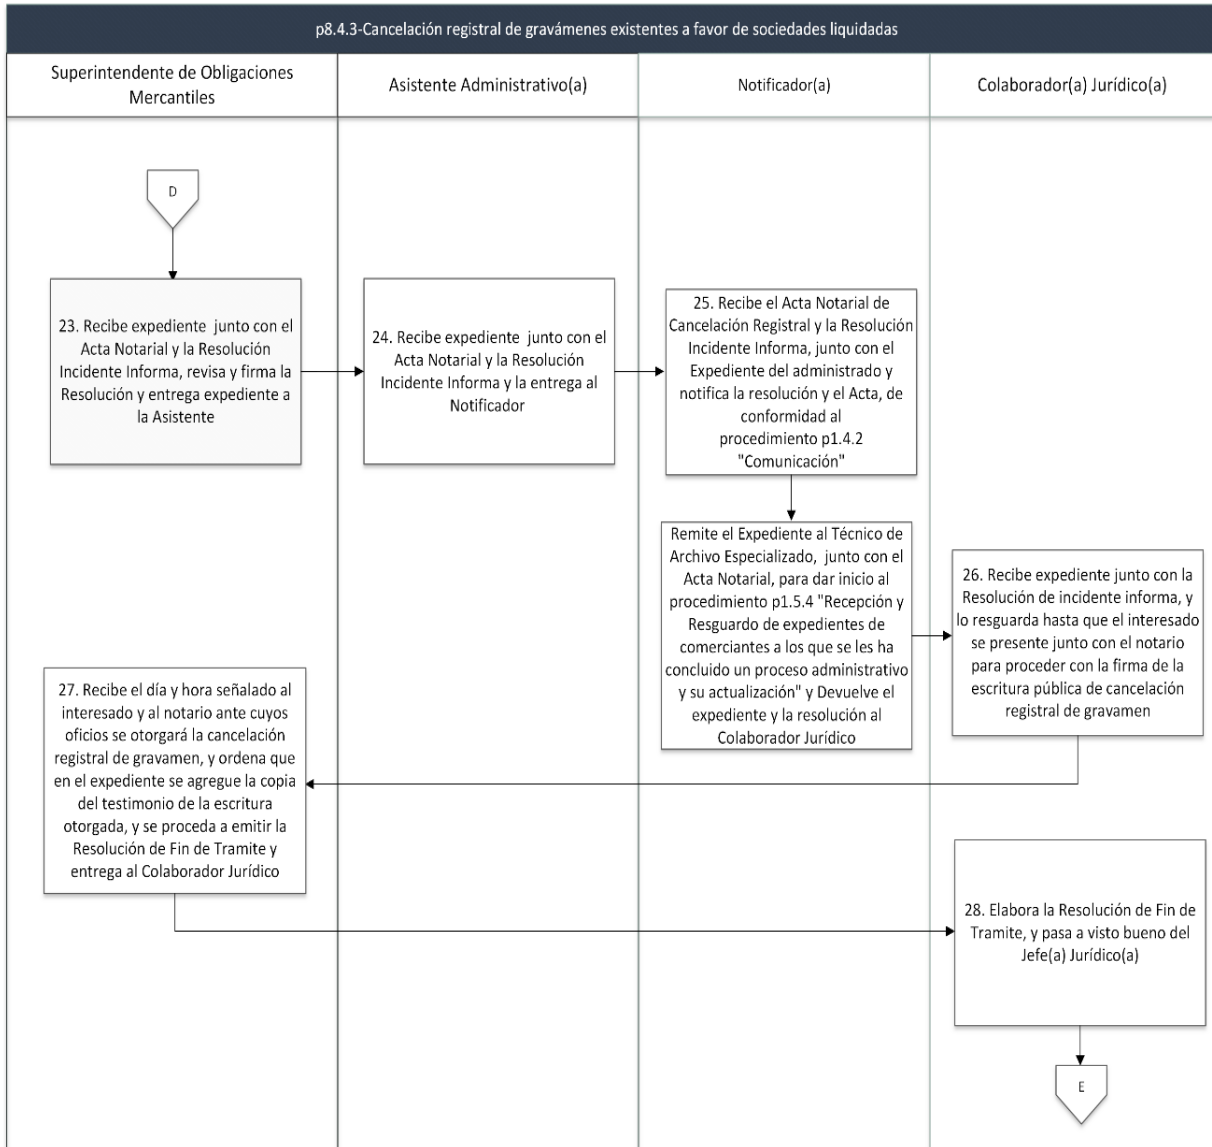 p8.4.3-Cancelación registral de gravámenes existentes a favor de sociedades liquidadas
Superintendente de Obligaciones
Mercantiles
Asistente Administrativo(a)
Notificador(a)
Colaborador(a) Jurídico(a)
D
23. Recibe expediente junto con el
Acta Notarial y la Resolución
Incidente Informa, revisa y firma la
Resolución y entrega expediente a
la Asistente
24. Recibe expediente junto con el
Acta Notarial y la Resolución
Incidente Informa y la entrega al
Notificador
25. Recibe el Acta Notarial de
Cancelación Registral y la Resolución
Incidente Informa, junto con el
Expediente del administrado y
notifica la resolución y el Acta, de
conformidad al
procedimiento p1.4.2
"Comunicación"
Remite el Expediente al Técnico de
Archivo Especializado, junto con el
Acta Notarial, para dar inicio al
procedimiento p1.5.4 "Recepción y
Resguardo de expedientes de
comerciantes a los que se les ha
concluido un proceso administrativo
y su actualización" y Devuelve el
expediente y la resolución al
Colaborador Jurídico
26. Recibe expediente junto con la
Resolución de incidente informa, y
lo resguarda hasta que el interesado
se presente junto con el notario
para proceder con la firma de la
escritura pública de cancelación
registral de gravamen
27. Recibe el día y hora señalado al
interesado y al notario ante cuyos
oficios se otorgará la cancelación
registral de gravamen, y ordena que
en el expediente se agregue la copia
del testimonio de la escritura
otorgada, y se proceda a emitir la
Resolución de Fin de Tramite y
entrega al Colaborador Jurídico
28. Elabora la Resolución de Fin de
Tramite, y pasa a visto bueno del
Jefe(a) Jurídico(a)
E